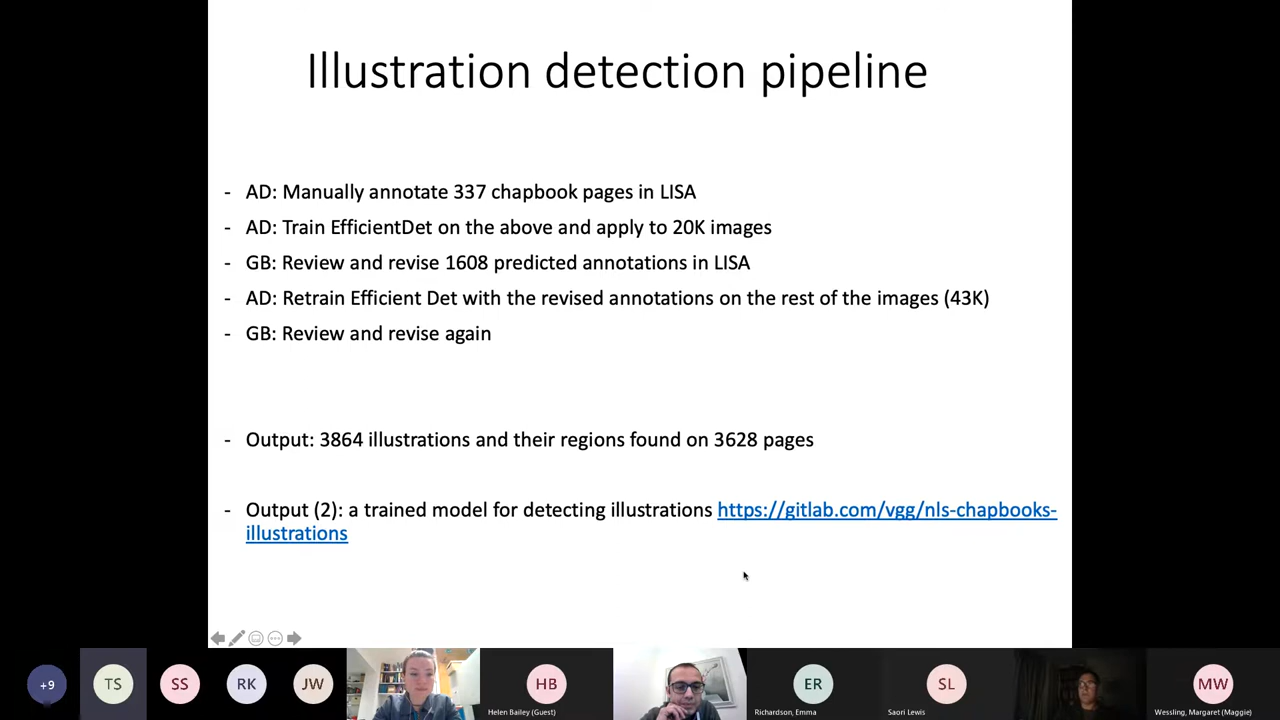 Illustration detection pipeline
- AD: Manually annotate 337 chapbook pages in LISA
- AD: Train EfficientDet on the above and apply to 20K images
- GB: Review and revise 1608 predicted annotations in LISA
- AD: Retrain Efficient Det with the revised annotations on the rest of the images (43K)
- GB: Review and revise again
- Output: 3864 illustrations and their regions found on 3628 pages
- Output (2): a trained model for detecting illustrations https://gitlab.com/vgg/nls-chapbooks-
illustrations
+9 TS SS RK JW HB ER SL MW
Helen Bailey (Guest) Richardson, Emma Saori Lewis Wessling, Margaret (Maggie)